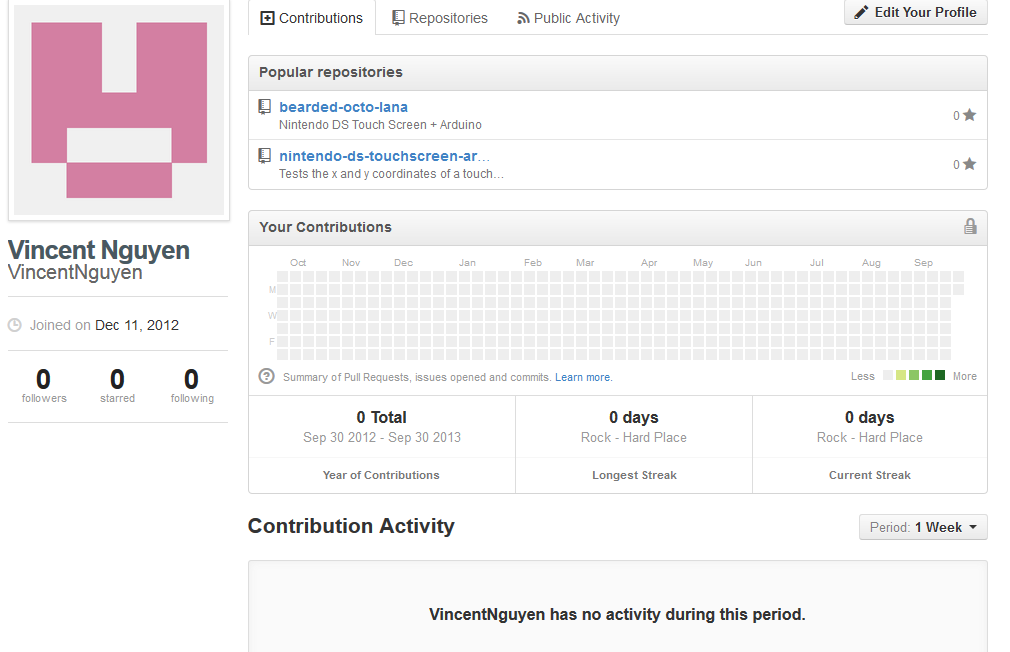 Contributions
Repositories
Public Activity
Edit Your Profile
Popular repositories
bearded-octo-lana
Nintendo DS Touch Screen + Arduino
0
nintendo-ds-touchscreen-ar...
Tests the x and y coordinates of a touch...
0
Vincent Nguyen
VincentNguyen
Joined on Dec 11, 2012
0 0 0
followers starred following
Your Contributions
Oct Nov Dec Jan Feb Mar Apr May Jun Jul Aug Sep
M
W
F
? Summary of Pull Requests, issues opened and commits. Learn more.
Less More
0 Total
Sep 30 2012 - Sep 30 2013
Year of Contributions
0 days
Rock - Hard Place
Longest Streak
0 days
Rock - Hard Place
Current Streak
Contribution Activity
Period: 1 Week
VincentNguyen has no activity during this period.